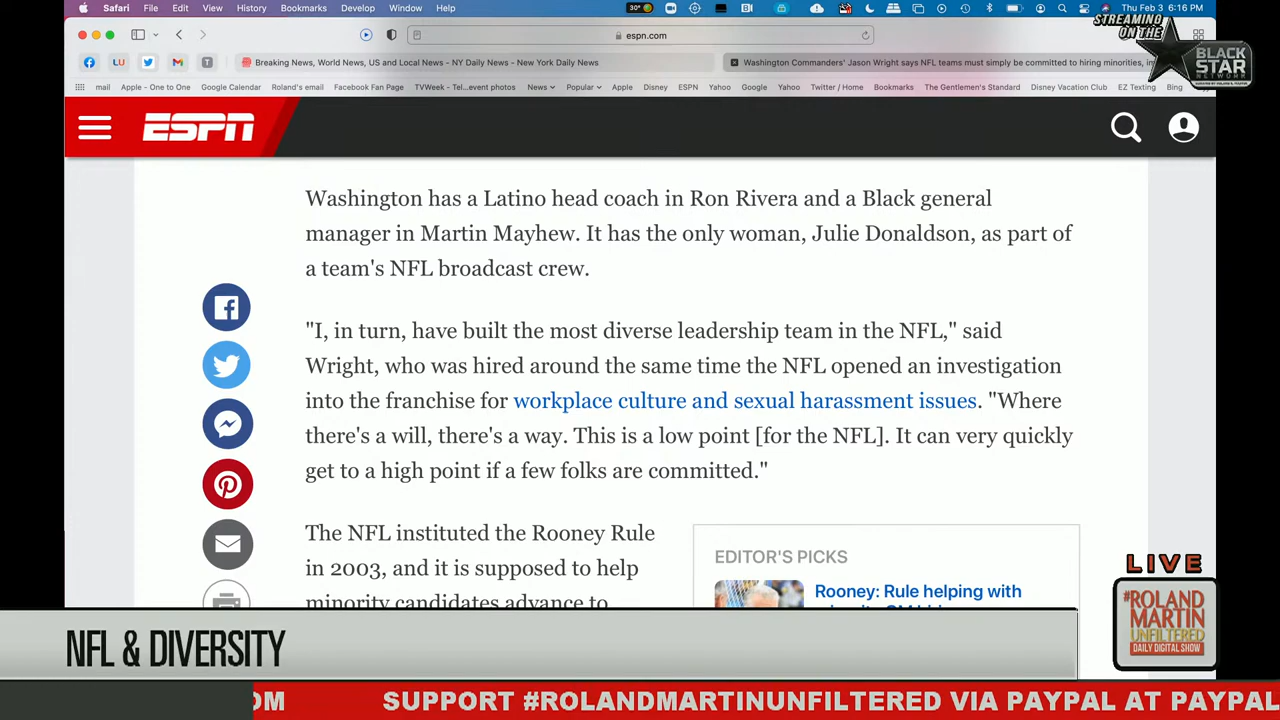 Safari File Edit View History Bookmarks Develop Window Help 30° Thu Feb 3 6:16 PM
STREAMING
ON THE
BLACK
STAR
NETWORK
espn.com
LU T Breaking News, World News, US and Local News - NY Daily News - New York Daily News Washington Commanders' Jason Wright says NFL teams must simply be committed to hiring minorities, i
mail Apple - One to One Google Calendar Roland's email Facebook Fan Page TVWeek - Tel...event photos News Popular Apple Disney ESPN Yahoo Google Yahoo Twitter / Home Bookmarks The Gentlemen's Standard Disney Vacation Club EZ Texting Bing
ESPN
Washington has a Latino head coach in Ron Rivera and a Black general
manager in Martin Mayhew. It has the only woman, Julie Donaldson, as part of
a team's NFL broadcast crew.
"I, in turn, have built the most diverse leadership team in the NFL," said
Wright, who was hired around the same time the NFL opened an investigation
into the franchise for workplace culture and sexual harassment issues. "Where
there's a will, there's a way. This is a low point [for the NFL]. It can very quickly
get to a high point if a few folks are committed."
The NFL instituted the Rooney Rule
in 2003, and it is supposed to help
minority candidates advance to
EDITOR'S PICKS
Rooney: Rule helping with
LIVE
#ROLAND
MARTIN
UNFILTERED
DAILY DIGITAL SHOW
NFL & DIVERSITY
OM SUPPORT #ROLANDMARTINUNFILTERED VIA PAYPAL AT PAYPAL